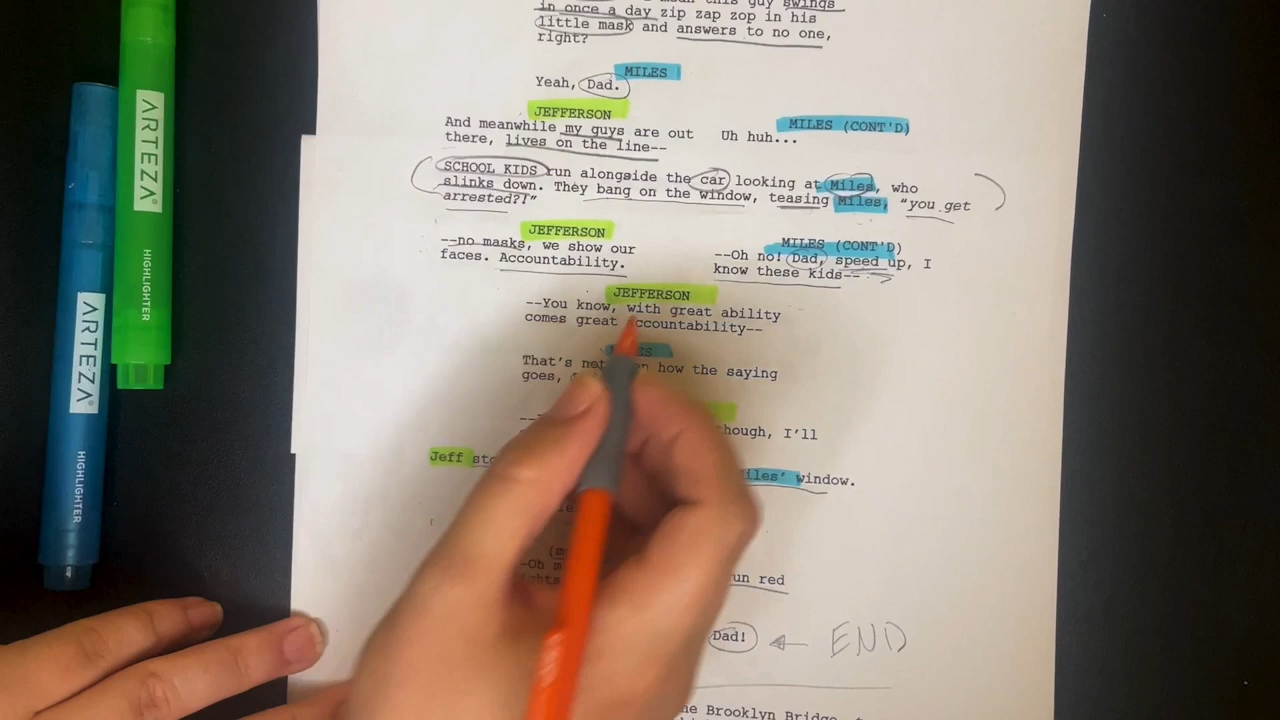 in once a day zip zap zop in his
little mask and answers to no one,
right?
MILES
Yeah, Dad.
JEFFERSON
And meanwhile my guys are out
there, lives on the line--
MILES (CONT'D)
Uh huh...
SCHOOL KIDS run alongside the car looking at Miles, who
slinks down. They bang on the window, teasing Miles, "you get
arrested?!"
JEFFERSON
--no masks, we show our
faces. Accountability.
MILES (CONT'D)
--Oh no! Dad, speed up, I
know these kids--
JEFFERSON
--You know, with great ability
comes great accountability--
That's how the saying
goes,
though, I'll
Jeff window.
red
Dad! ← END
Brooklyn Bridge,
ARTEZA
HIGHLIGHTER
ARTEZA
HIGHLIGHTER